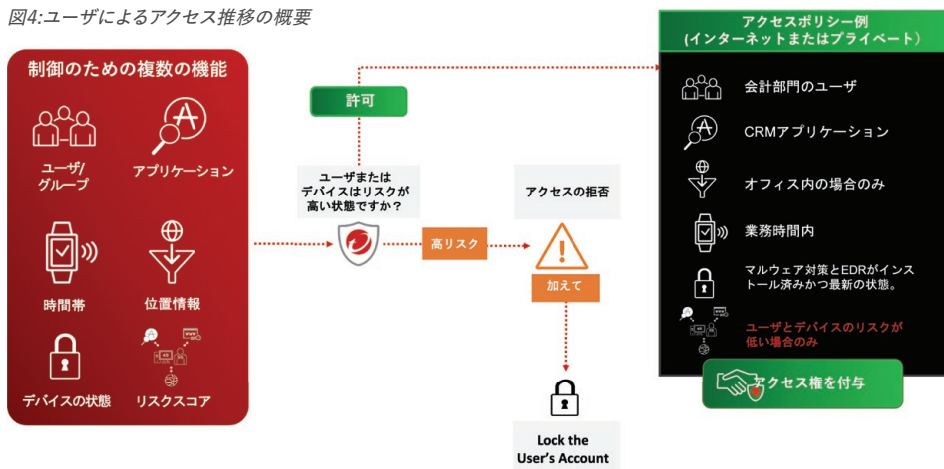 図4:ユーザによるアクセス推移の概要
制御のための複数の機能
ユーザ/
グループ
アプリケーション
時間帯
位置情報
デバイスの状態
リスクスコア
許可
ユーザまたは
デバイスはリスクが
高い状態ですか？
高リスク
アクセスの拒否
加えて
Lock the
User's Account
アクセスポリシー例
(インターネットまたはプライベート)
会計部門のユーザ
CRMアプリケーション
オフィス内の場合のみ
業務時間内
マルウェア対策とEDRがインス
トール済みかつ最新の状態。
ユーザとデバイスのリスクが
低い場合のみ
アクセス権を付与